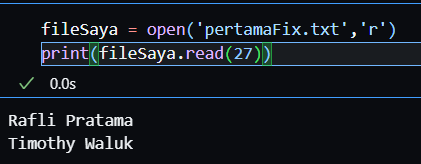 fileSaya = open('pertamaFix.txt','r')
print(fileSaya.read(27))
0.0s
Rafli Pratama
Timothy Waluk